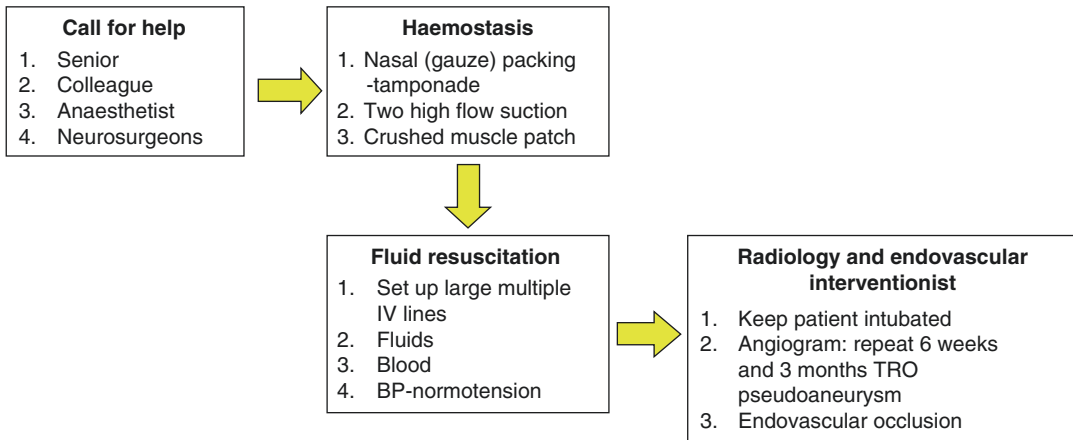 Call for help
1. Senior
2. Colleague
3. Anaesthetist
4. Neurosurgeons
Haemostasis
1. Nasal (gauze) packing
-tamponade
2. Two high flow suction
3. Crushed muscle patch
Fluid resuscitation
1. Set up large multiple
IV lines
2. Fluids
3. Blood
4. BP-normotension
Radiology and endovascular
interventionist
1. Keep patient intubated
2. Angiogram: repeat 6 weeks
and 3 months TRO
pseudoaneurysm
3. Endovascular occlusion